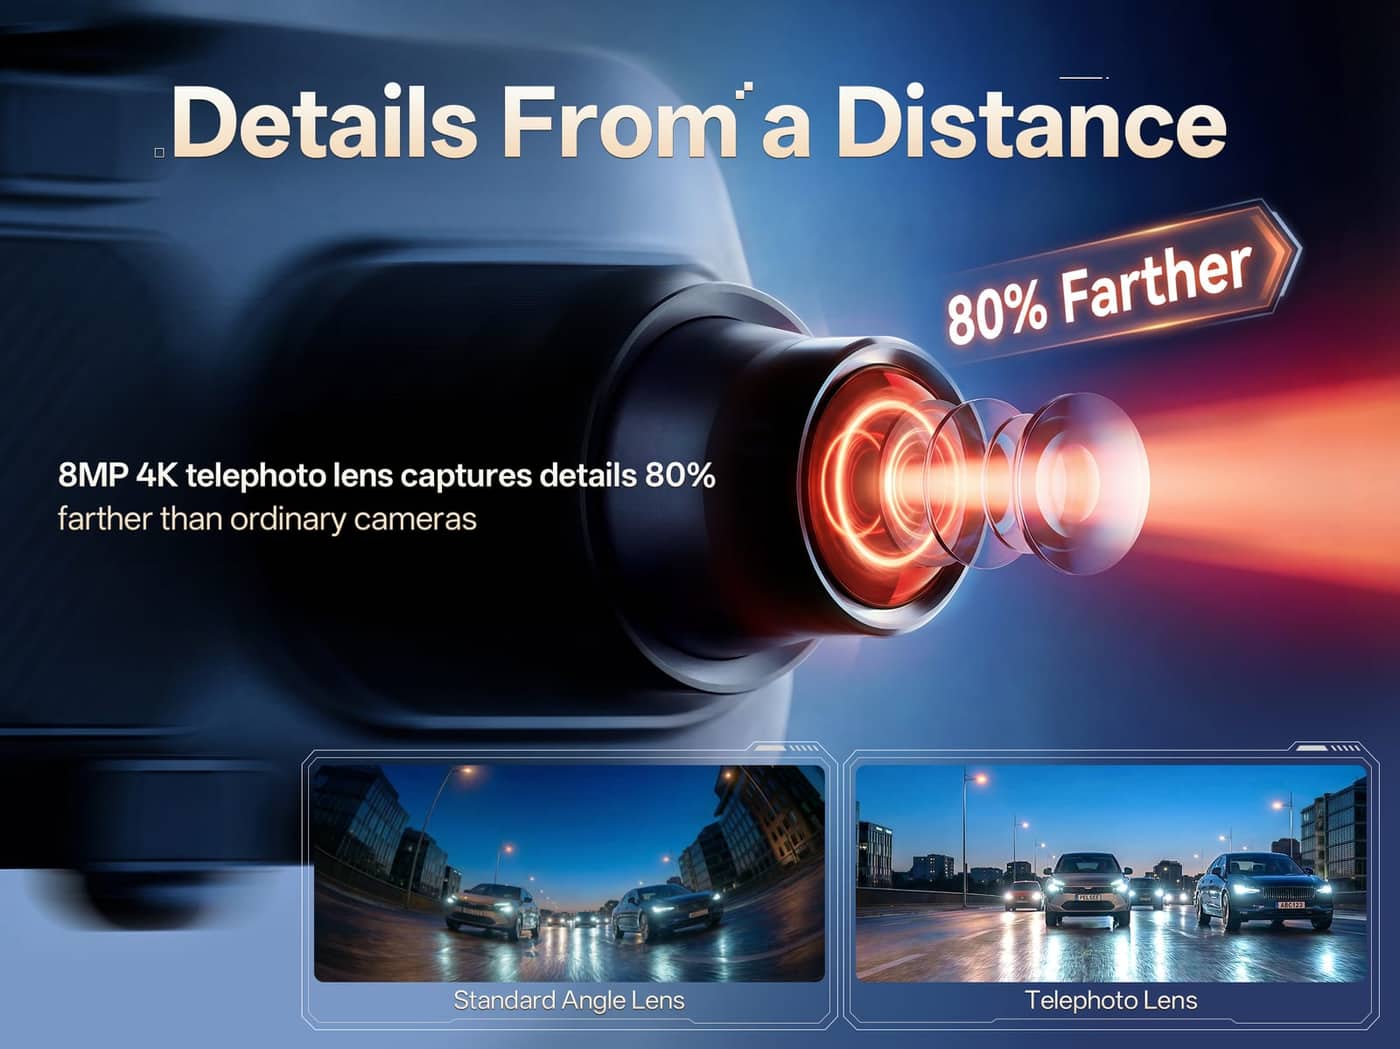 Details From a Distance
80% Farther
8MP 4K telephoto lens captures details 80%
farther than ordinary cameras
ABC123
Standard Angle Lens
Telephoto Lens